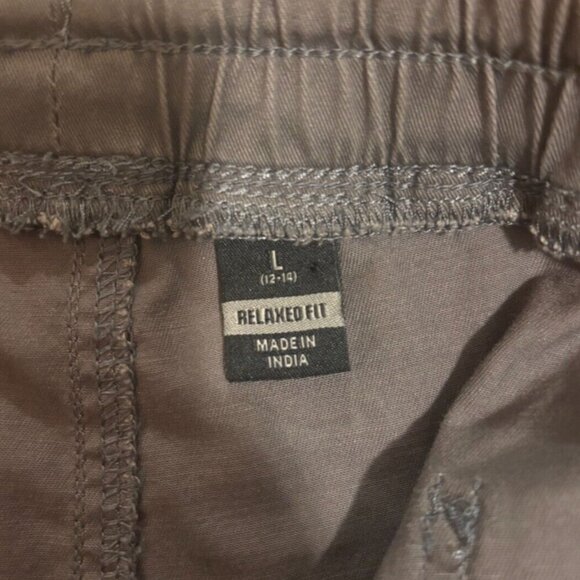 L
(12-14)
RELAXED FIT
MADE IN
INDIA